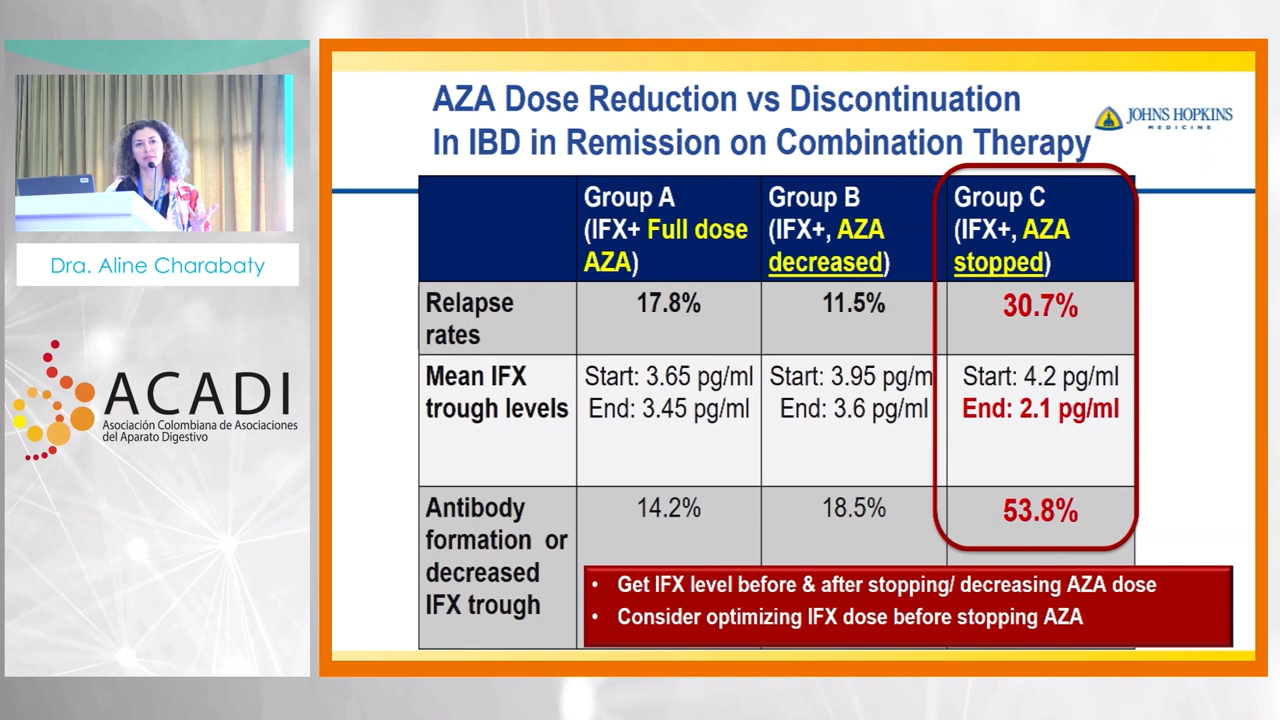 AZA Dose Reduction vs Discontinuation
In IBD in Remission on Combination Therapy
JOHNS HOPKINS
MEDICINE
Group A
(IFX+ Full dose
AZA)
Group B
(IFX+, AZA
decreased)
Group C
(IFX+, AZA
stopped)
Relapse
rates
17.8%
11.5%
30.7%
Mean IFX
trough levels
Start: 3.65 pg/ml
End: 3.45 pg/ml
Start: 3.95 pg/m
End: 3.6 pg/ml
Start: 4.2 pg/ml
End: 2.1 pg/ml
Antibody
formation or
decreased
IFX trough
14.2%
18.5%
53.8%
• Get IFX level before & after stopping/ decreasing AZA dose
• Consider optimizing IFX dose before stopping AZA
Dra. Aline Charabaty
ACADI
Asociación Colombiana de Asociaciones
del Aparato Digestivo